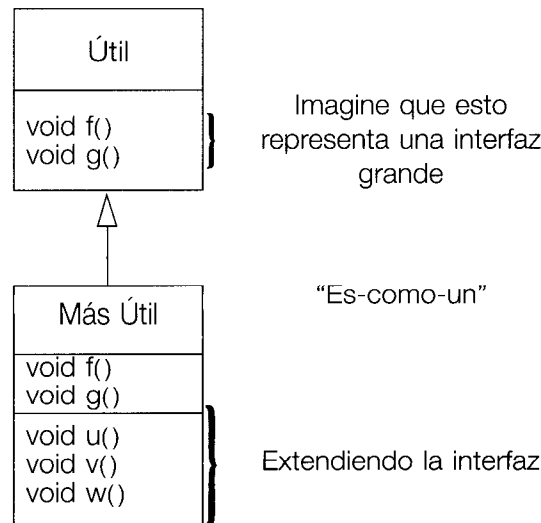 Útil
void f()
void g()
Imagine que esto
representa una interfaz
grande
"Es-como-un"
Más Útil
void f()
void g()
void u()
void v()
void w()
Extendiendo la interfaz